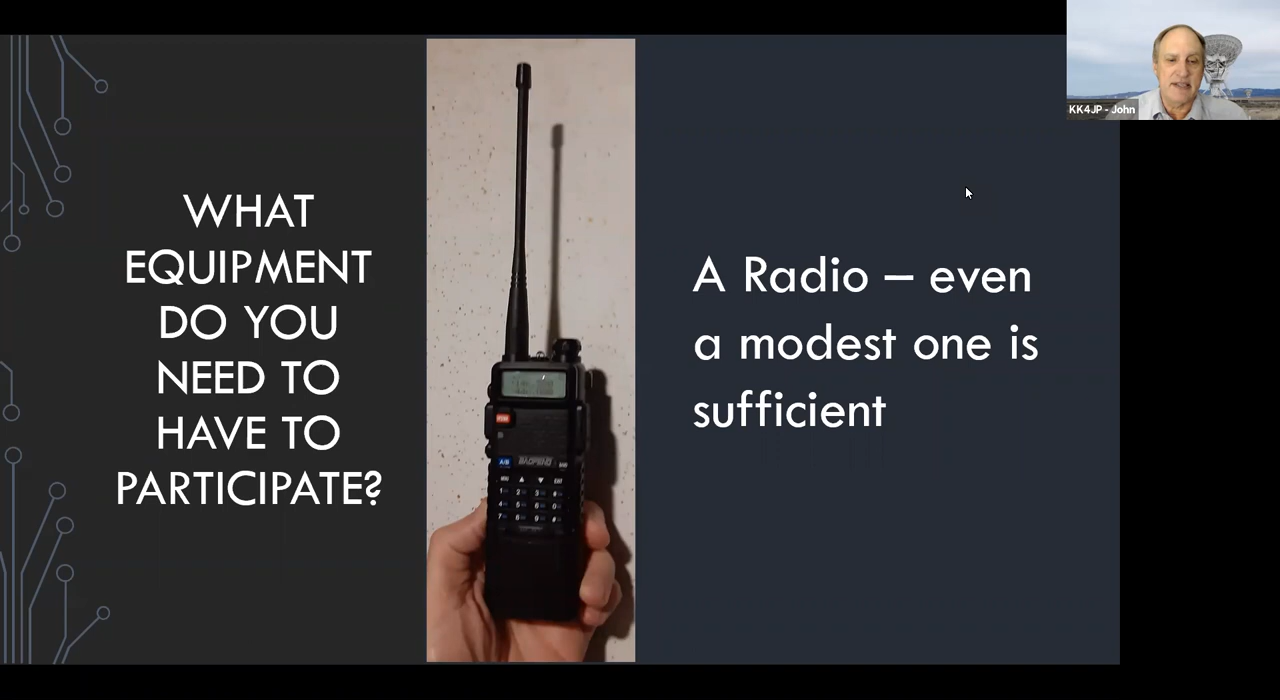 WHAT
EQUIPMENT
DO YOU
NEED TO
HAVE TO
PARTICIPATE?
A Radio – even
a modest one is
sufficient
KK4JP - John
A/B
BAOFENG